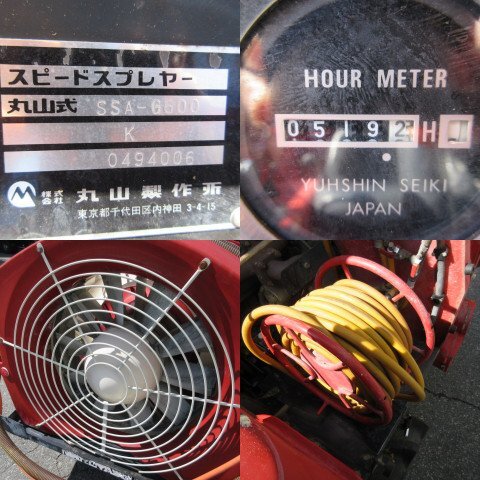 スピードスプレヤー
丸山式 SSA-G600
K
0494006
株式会社 丸山製作所
東京都千代田区内神田 3-4-15
HOUR METER
05192 H
YUHSHIN SEIKI
JAPAN